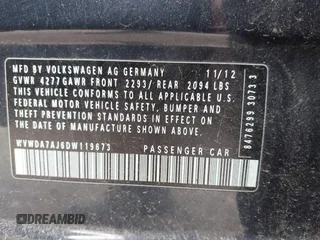 MFD BY VOLKSWAGEN AG GERMANY 11/12
GVWR 4277 GAWR FRONT 2293/ REAR 2094 LBS
THIS VEHICLE CONFORMS TO ALL APPLICABLE U.S.
FEDERAL MOTOR VEHICLE SAFETY, BUMPER AND
THEFT PREVENTION STANDARDS IN EFFECT ON THE
DATE OF MANUFACTURE SHOWN ABOVE.
WVWDA7AJ6DW119673 PASSENGER CAR
8476299 3073 3
© DREAMBID.COM